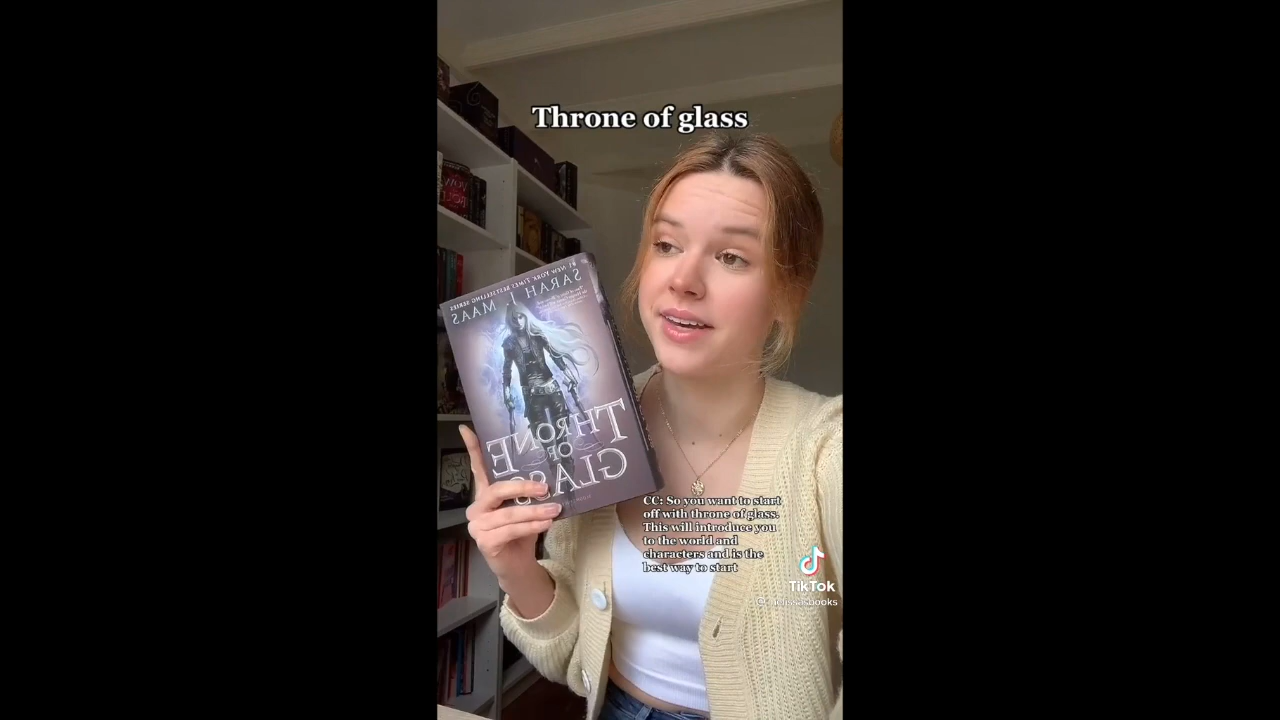 Throne of glass
#1 NEW YORK TIMES BESTSELLING SERIES
SARAH J. MAAS
THRONE
OF
GLASS
CC: So you want to start
off with throne of glass.
This will introduce you
to the world and
characters and is the
best way to start
TikTok